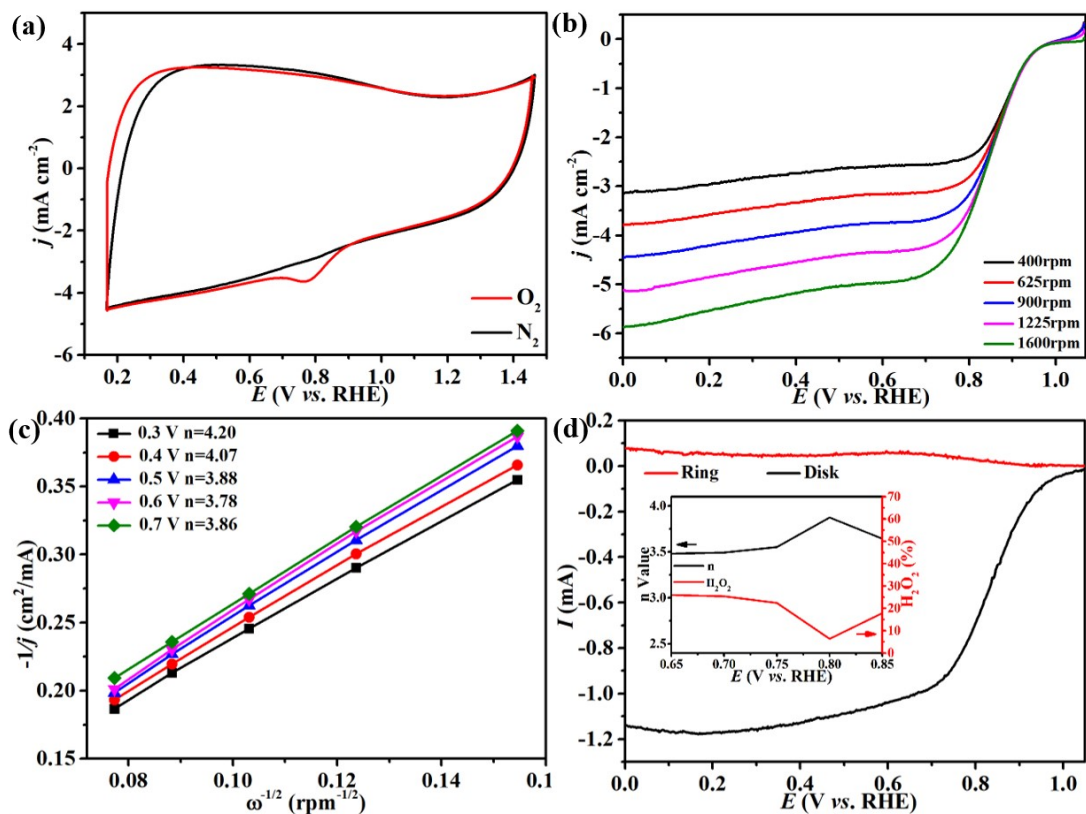 (a)
4
2
0
-2
-4
-6
j (mA cm⁻²)
O₂
N₂
0.2 0.4 0.6 0.8 1.0 1.2 1.4
E (V vs. RHE)
(b)
0
-1
-2
-3
-4
-5
-6
j (mA cm⁻²)
400rpm
625rpm
900rpm
1225rpm
1600rpm
0.0 0.2 0.4 0.6 0.8 1.0
E (V vs. RHE)
(c)
0.40
0.35
0.30
0.25
0.20
0.15
-1/j (cm²/mA)
0.3 V n=4.20
0.4 V n=4.07
0.5 V n=3.88
0.6 V n=3.78
0.7 V n=3.86
0.08 0.10 0.12 0.14 0.1
ω⁻¹/² (rpm⁻¹/²)
(d)
0.2
0.0
-0.2
-0.4
-0.6
-0.8
-1.0
-1.2
I (mA)
Ring Disk
4.0
3.5
3.0
2.5
n Value
n
H₂O₂
70
60
50
40
30
20
10
0
H₂O₂ (%)
0.65 0.70 0.75 0.80 0.85
E (V vs. RHE)
0.0 0.2 0.4 0.6 0.8 1.0
E (V vs. RHE)